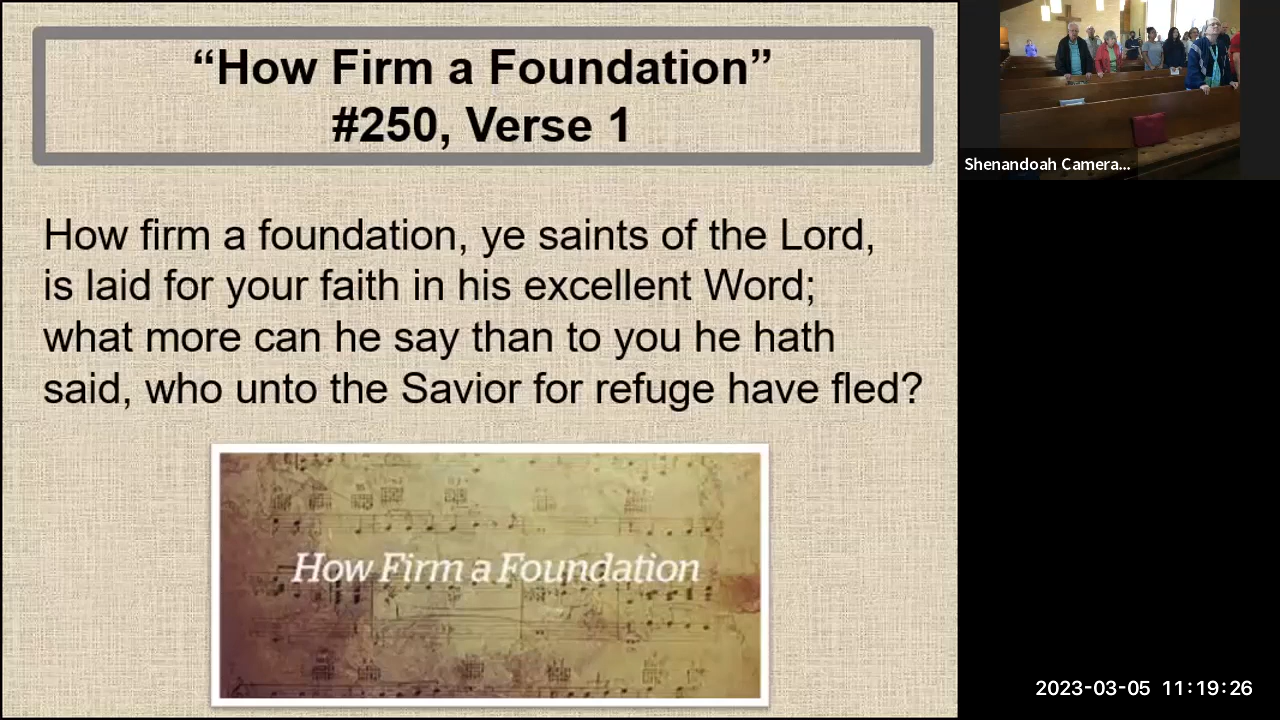 “How Firm a Foundation”
#250, Verse 1
How firm a foundation, ye saints of the Lord,
is laid for your faith in his excellent Word;
what more can he say than to you he hath
said, who unto the Savior for refuge have fled?
How Firm a Foundation
Shenandoah Camera...
2023-03-05 11:19:26